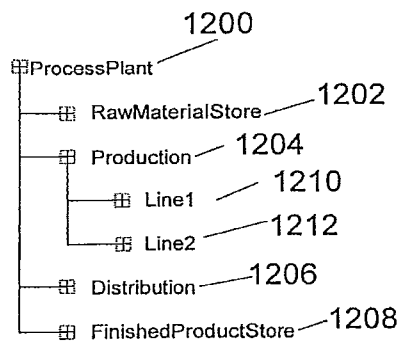 1200
ProcessPlant
RawMaterialStore 1202
Production 1204
Line1 1210
Line2 1212
Distribution 1206
FinishedProductStore 1208